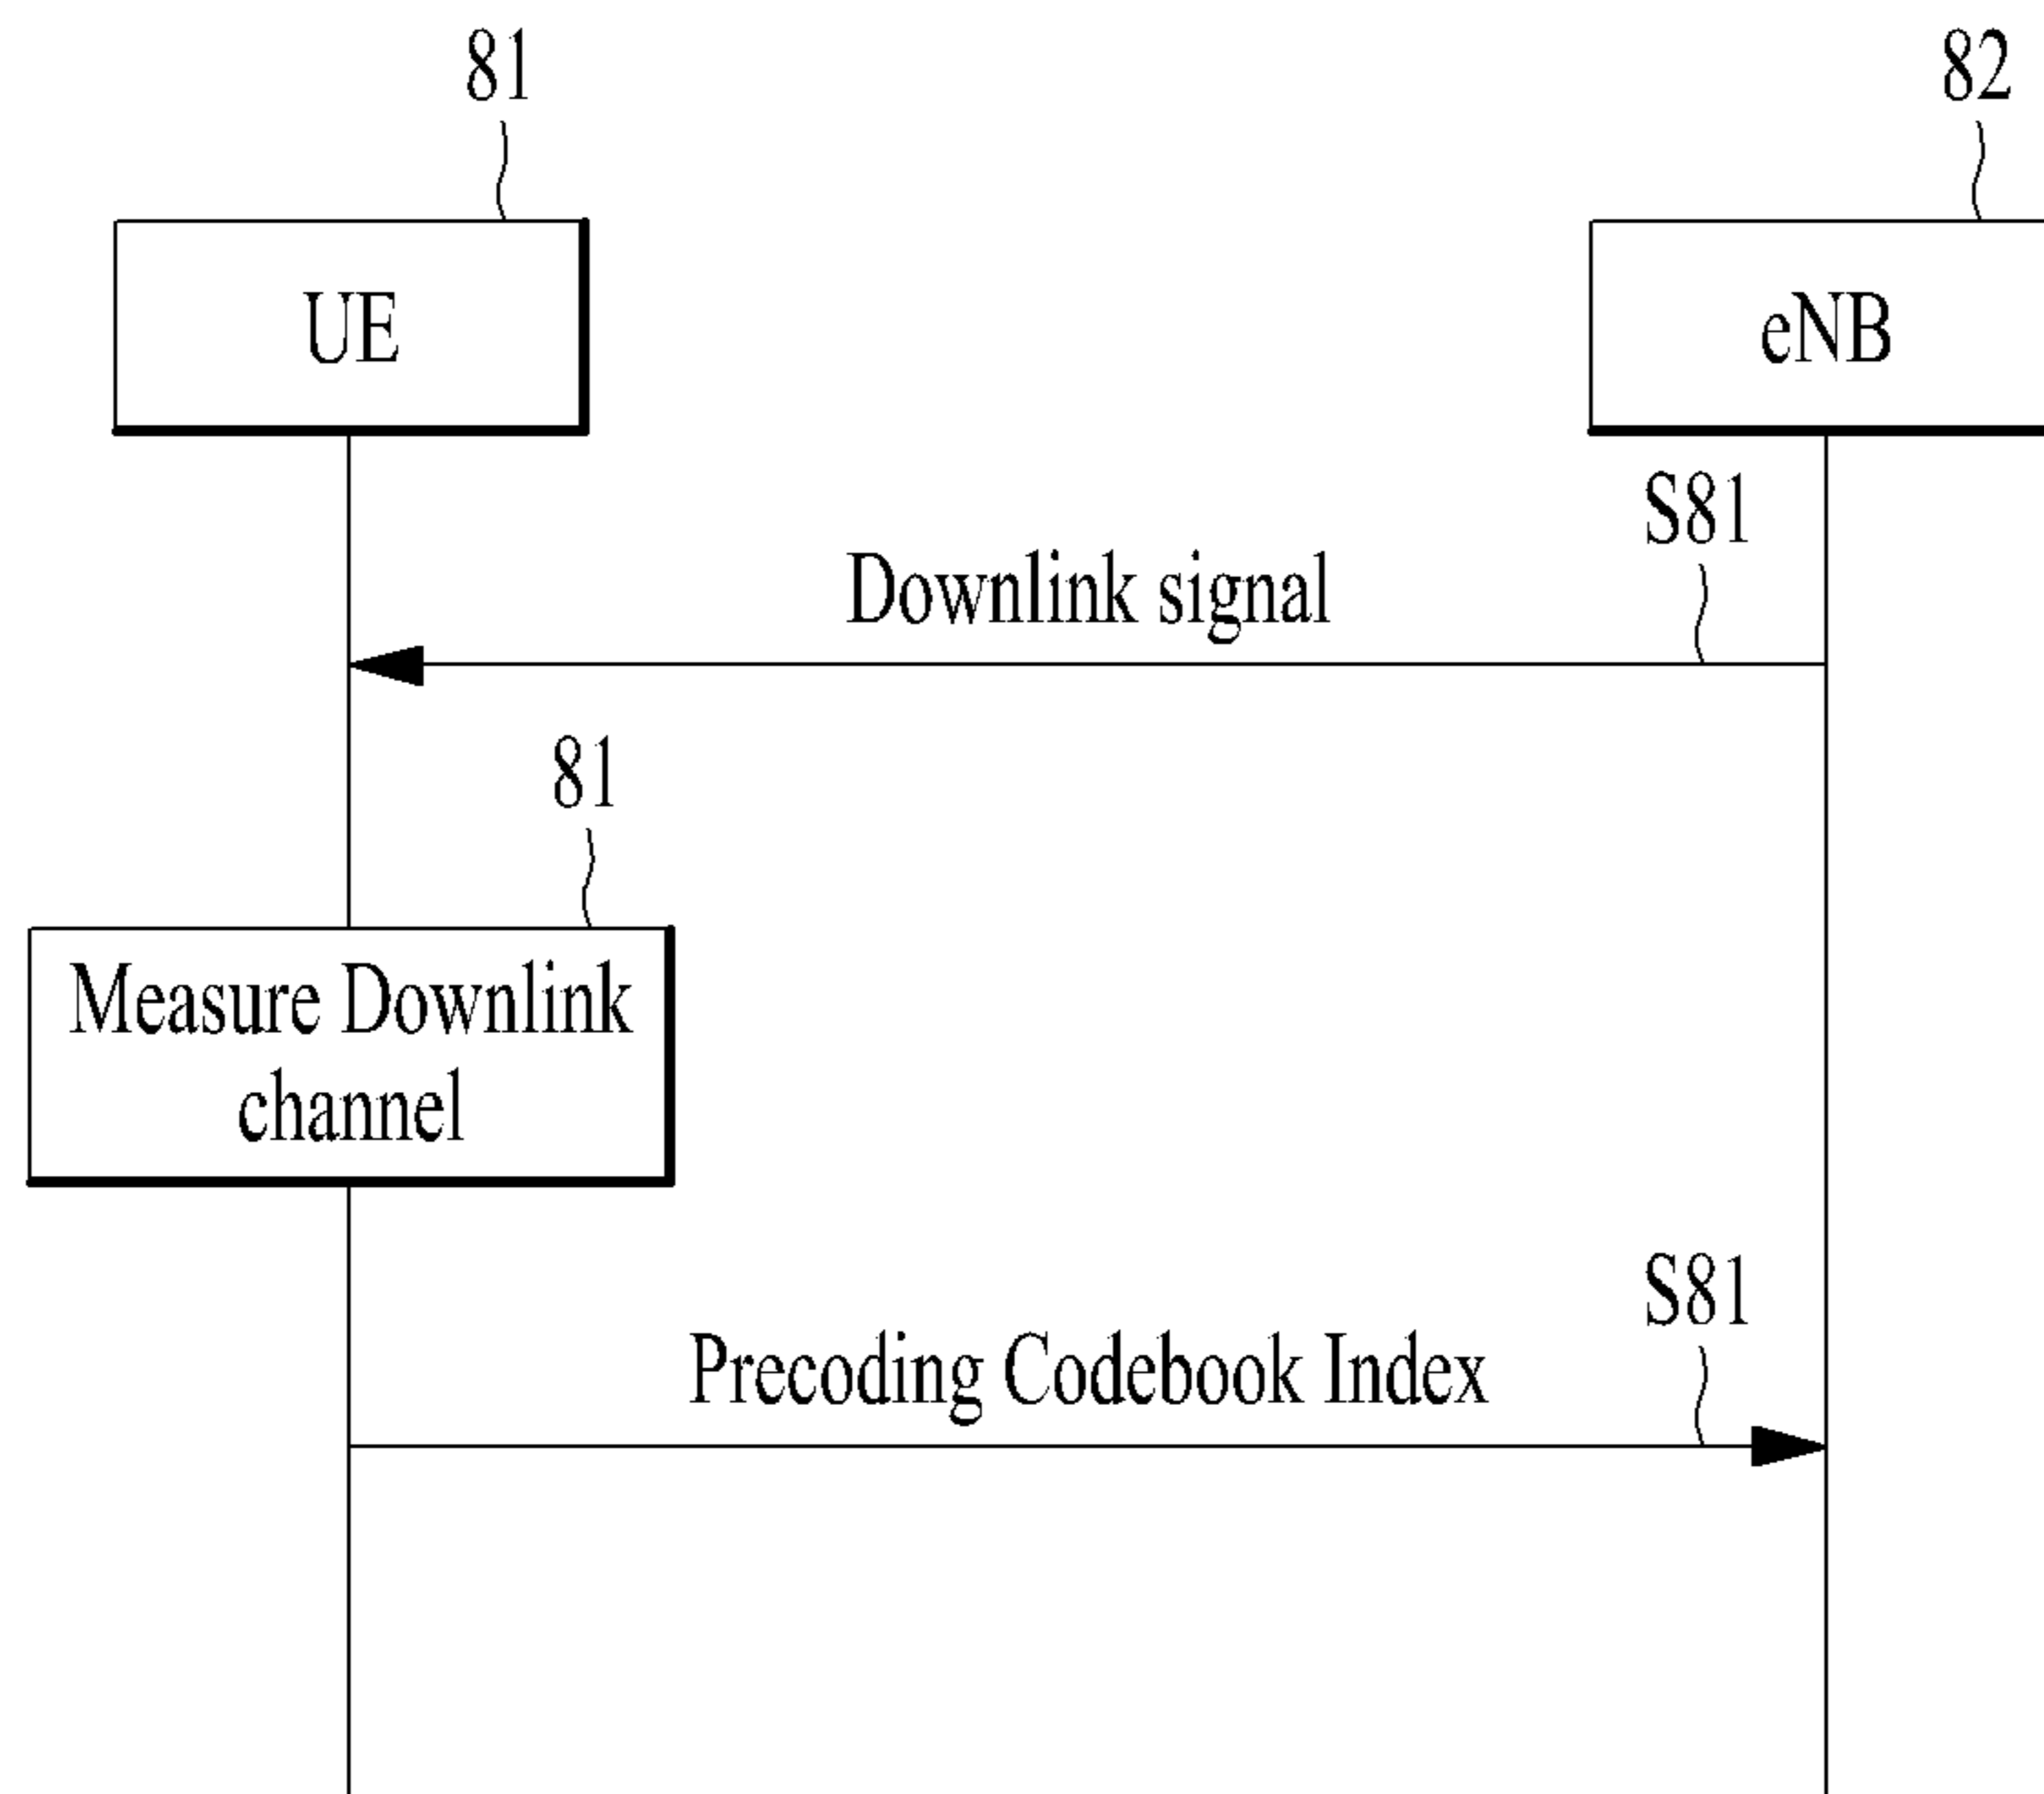 81
82
UE
eNB
S81
Downlink signal
81
Measure Downlink
channel
S81
Precoding Codebook Index